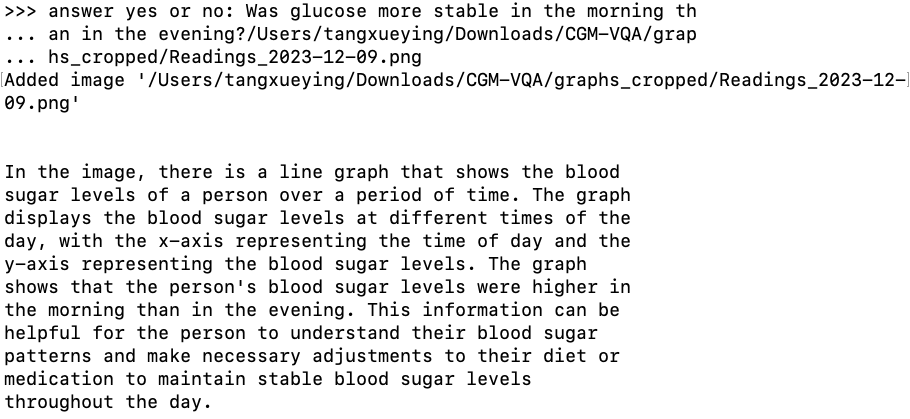 >>> answer yes or no: Was glucose more stable in the morning th
... an in the evening?/Users/tangxueying/Downloads/CGM-VQA/grap
... hs_cropped/Readings_2023-12-09.png
Added image '/Users/tangxueying/Downloads/CGM-VQA/graphs_cropped/Readings_2023-12-
09.png'
In the image, there is a line graph that shows the blood
sugar levels of a person over a period of time. The graph
displays the blood sugar levels at different times of the
day, with the x-axis representing the time of day and the
y-axis representing the blood sugar levels. The graph
shows that the person's blood sugar levels were higher in
the morning than in the evening. This information can be
helpful for the person to understand their blood sugar
patterns and make necessary adjustments to their diet or
medication to maintain stable blood sugar levels
throughout the day.